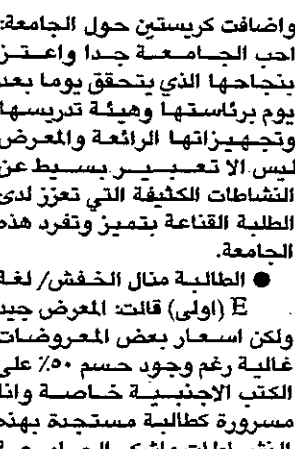 واضافت كريستين حول الجامعة:
احب الجامعة جدا واعتز
بنجاحها الذي يتحقق يوما بعد
يوم برئاستها وهيئة تدريسها
وتجهيزاتها الرائعة والمعرض
ليس الا تعبير بسيط عن
النشاطات الكثيفة التي تعزز لدى
الطلبة القناعة بتميز وتفرد هذه
الجامعة.
● الطالبة منال الخفش/ لغة
E (اولى) قالت: المعرض جيد
ولكن اسعار بعض المعروضات
غالية رغم وجود حسم ٥٠٪ على
الكتب الاجنبية خاصة وانا
مسرورة كطالبة مستجدة بهذه